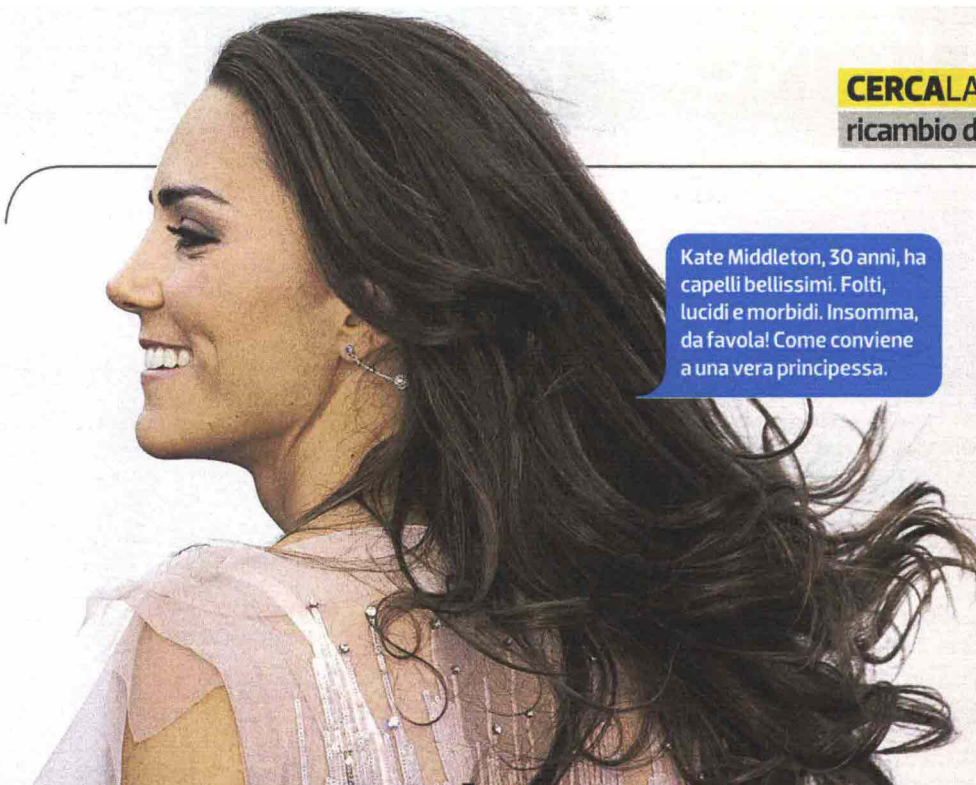 CERCALA
ricambio d
Kate Middleton, 30 anni, ha
capelli bellissimi. Folti,
lucidi e morbidi. Insomma,
da favola! Come conviene
a una vera principessa.